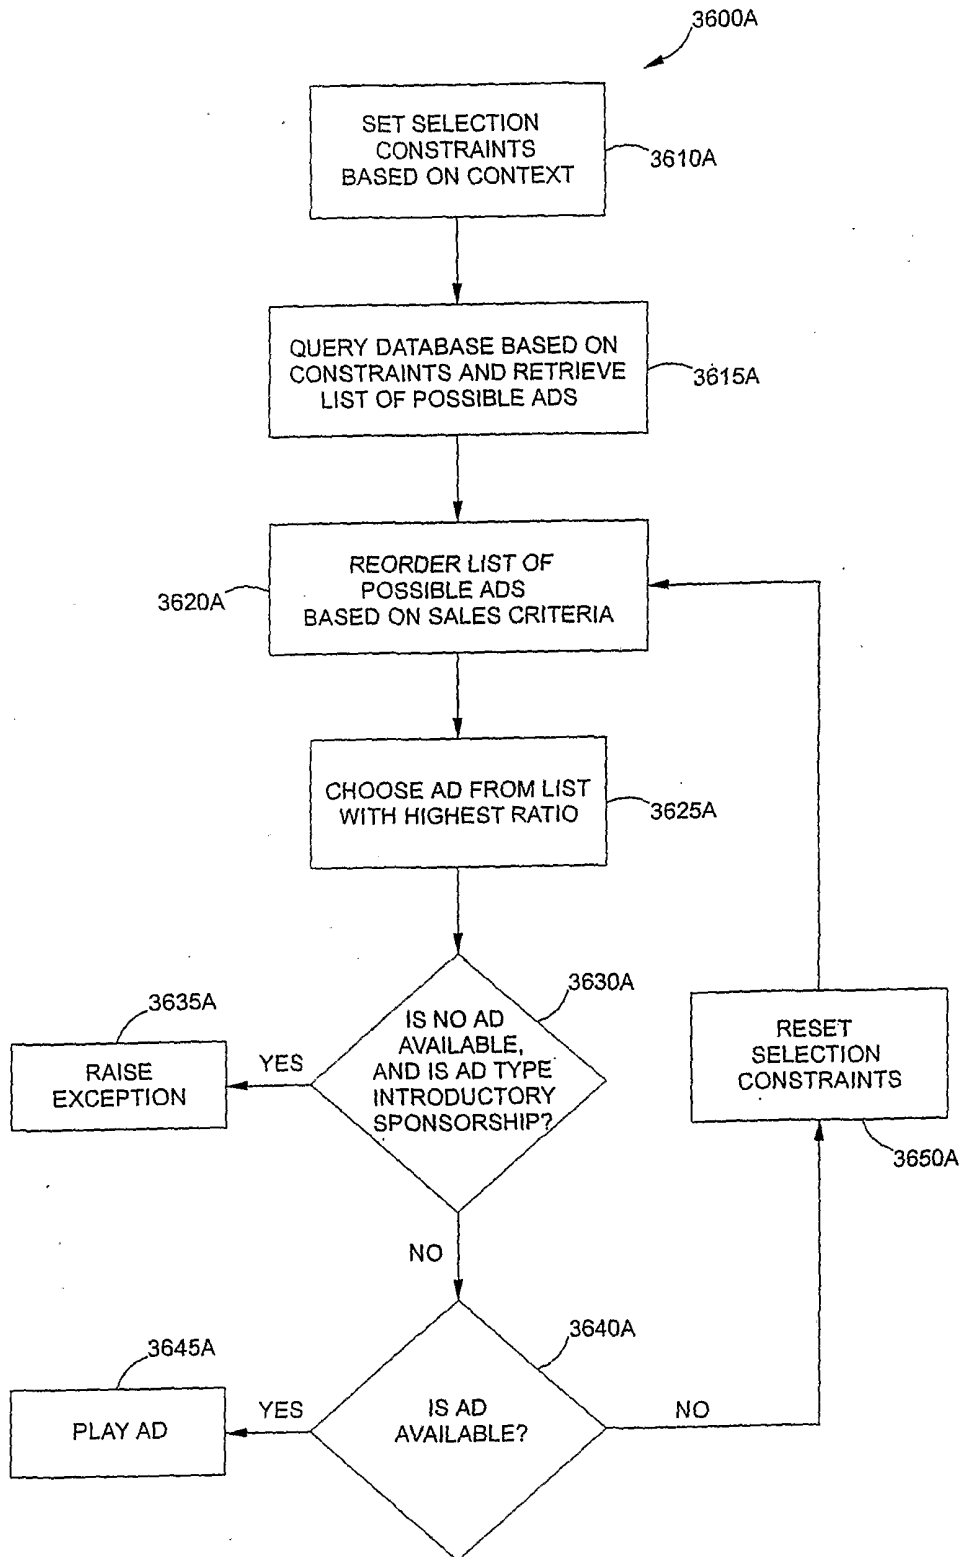 3600A
SET SELECTION
CONSTRAINTS
BASED ON CONTEXT
3610A
QUERY DATABASE BASED ON
CONSTRAINTS AND RETRIEVE
LIST OF POSSIBLE ADS
3615A
REORDER LIST OF
POSSIBLE ADS
BASED ON SALES CRITERIA
3620A
CHOOSE AD FROM LIST
WITH HIGHEST RATIO
3625A
IS NO AD
AVAILABLE,
AND IS AD TYPE
INTRODUCTORY
SPONSORSHIP?
3630A
YES
3635A
RAISE
EXCEPTION
RESET
SELECTION
CONSTRAINTS
3650A
NO
IS AD
AVAILABLE?
3640A
YES
3645A
PLAY AD
NO